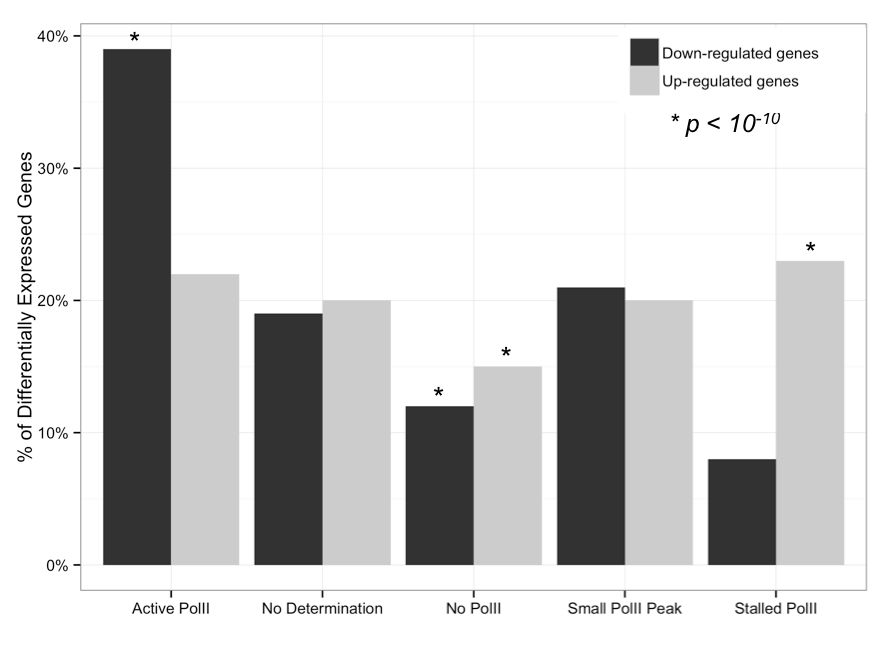 40%
30%
20%
10%
0%
% of Differentially Expressed Genes
Down-regulated genes
Up-regulated genes
* p < 10-10
*
*
*
*
Active PolII
No Determination
No PolII
Small PolII Peak
Stalled PolII